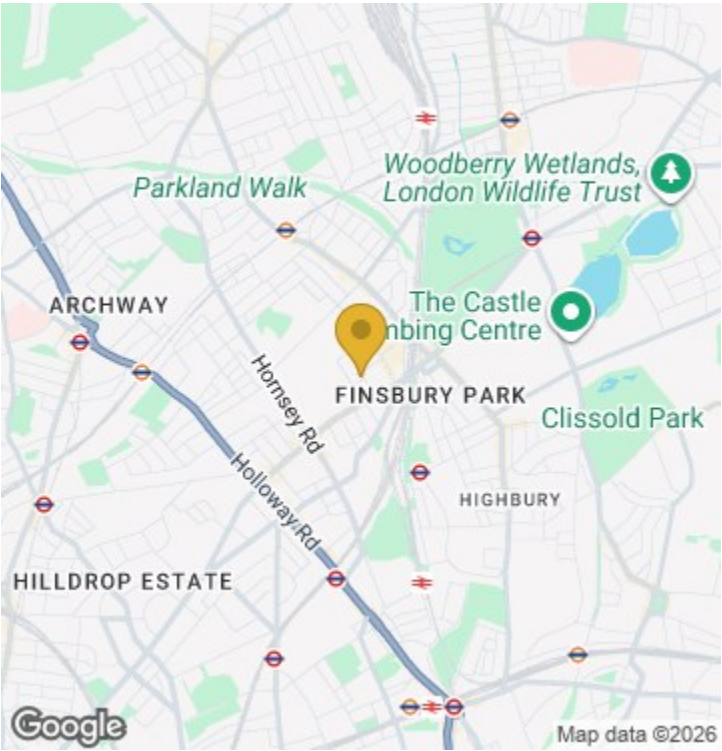 Woodberry Wetlands,
London Wildlife Trust
Parkland Walk
ARCHWAY
The Castle
mbing Centre
Hornsey Rd
FINSBURY PARK
Clissold Park
Holloway Rd
HIGHBURY
HILLDROP ESTATE
Google
Map data ©2026